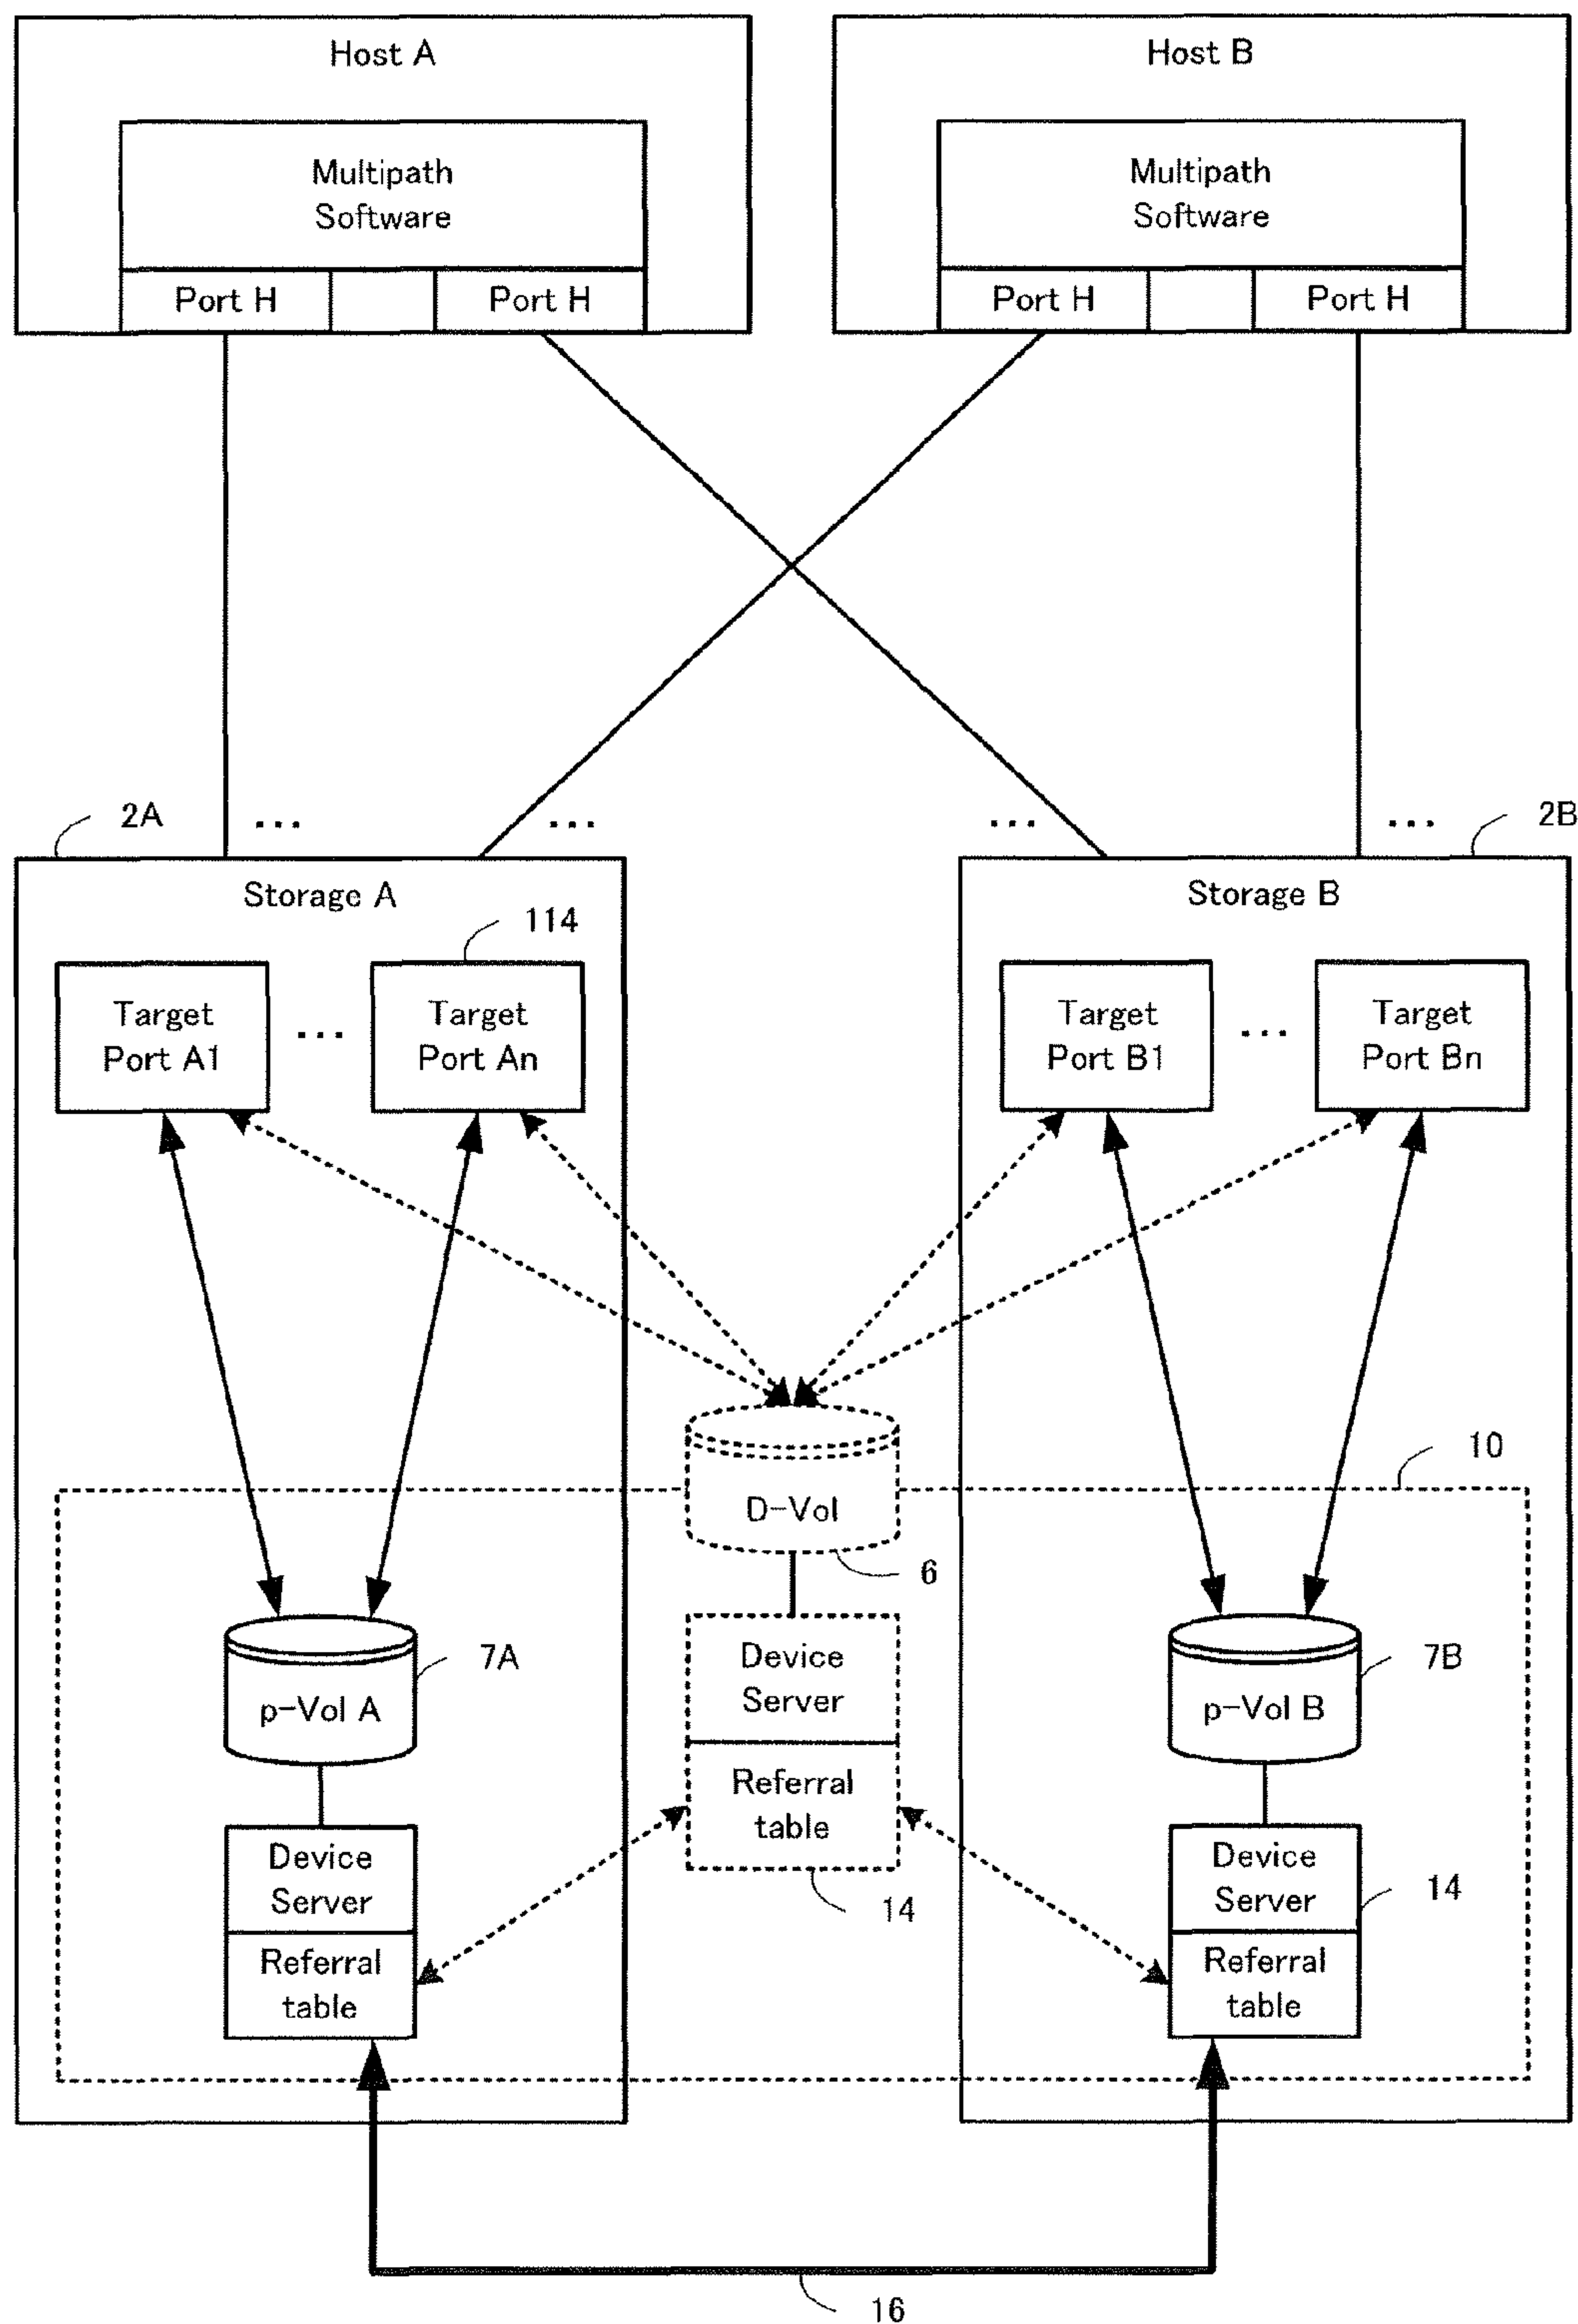 Host A
Host B
Multipath
Software
Multipath
Software
Port H
Port H
Port H
Port H
2A
...
...
...
...
2B
Storage A
Storage B
114
Target
Port A1
...
Target
Port An
Target
Port B1
...
Target
Port Bn
10
D-Vol
6
7A
p-Vol A
Device
Server
7B
p-Vol B
Referral
table
14
Device
Server
Referral
table
Device
Server
14
Referral
table
16